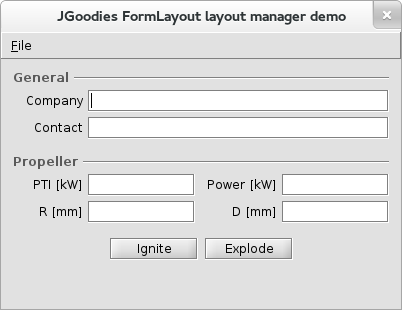 JGoodies FormLayout layout manager demo
File
General
Company
Contact
Propeller
PTI [kW] Power [kW]
R [mm] D [mm]
Ignite Explode